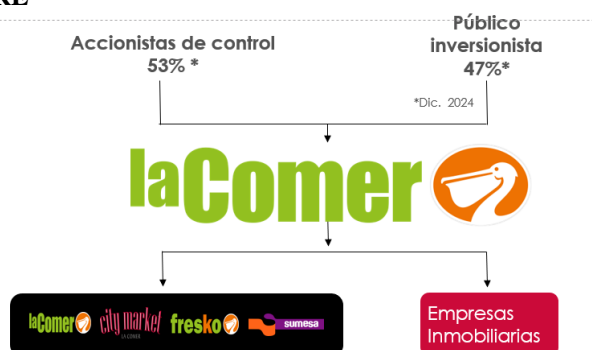 Accionistas de control
53% *
Público
inversionista
47%*
*Dic. 2024
laComer
laComer
city market
LA COMER
fresko
sumesa
Empresas
Inmobiliarias